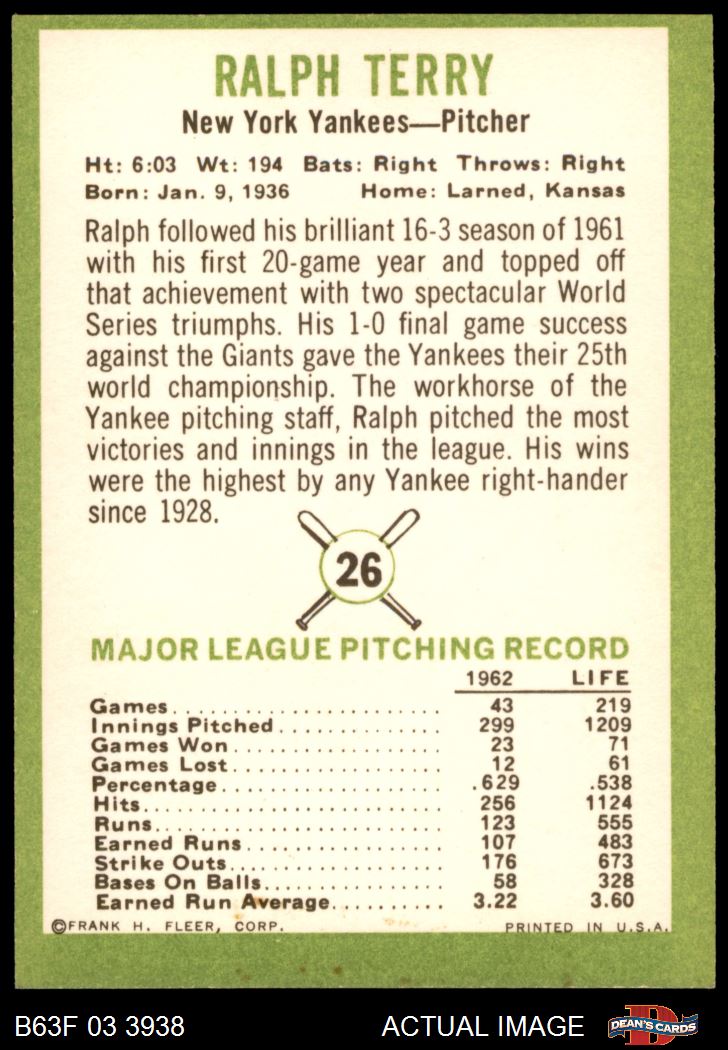 RALPH TERRY
New York Yankees—Pitcher
Ht: 6:03 Wt: 194 Bats: Right Throws: Right
Born: Jan. 9, 1936 Home: Larned, Kansas
Ralph followed his brilliant 16-3 season of 1961
with his first 20-game year and topped off
that achievement with two spectacular World
Series triumphs. His 1-0 final game success
against the Giants gave the Yankees their 25th
world championship. The workhorse of the
Yankee pitching staff, Ralph pitched the most
victories and innings in the league. His wins
were the highest by any Yankee right-hander
since 1928.
26
MAJOR LEAGUE PITCHING RECORD
1962 LIFE
Games 43 219
Innings Pitched 299 1209
Games Won 23 71
Games Lost 12 61
Percentage .629 .538
Hits 256 1124
Runs 123 555
Earned Runs 107 483
Strike Outs 176 673
Bases On Balls 58 328
Earned Run Average 3.22 3.60
©FRANK H. FLEER, CORP. PRINTED IN U.S.A.
B63F 03 3938 ACTUAL IMAGE D DEAN'S CARDS